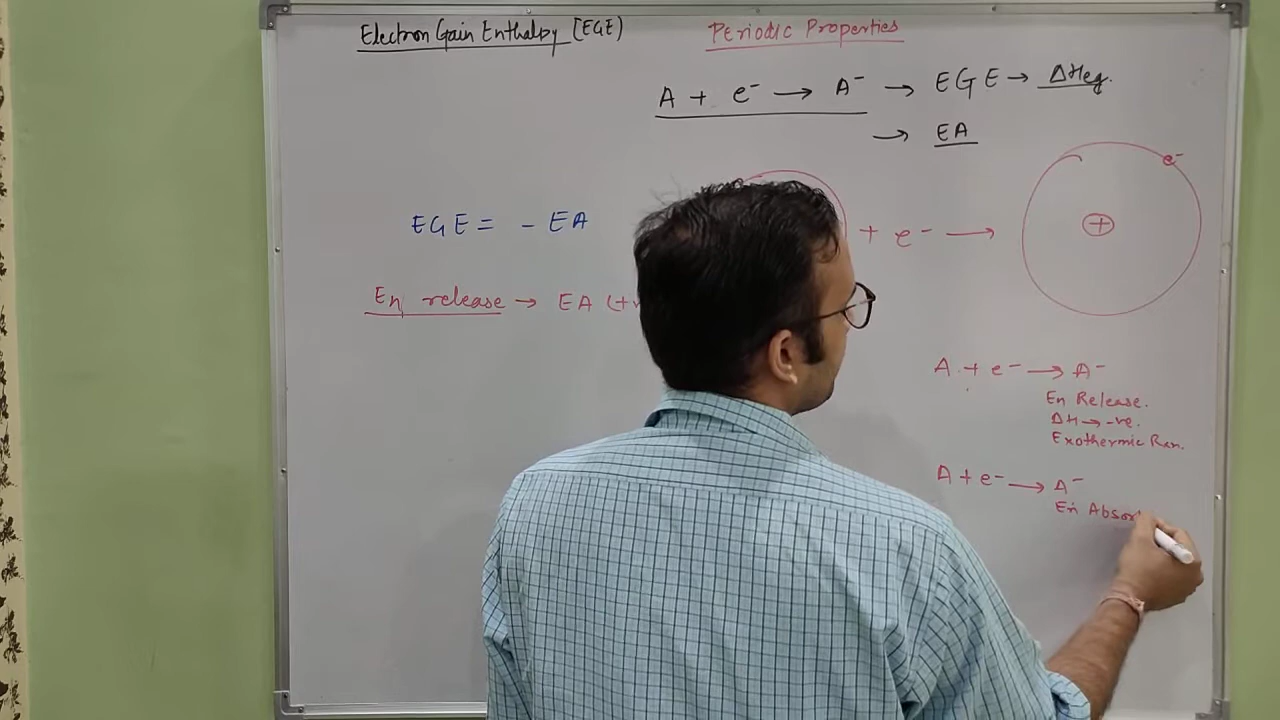 Electron Gain Enthalpy [EGE)
Periodic Properties
A + e⁻ → A⁻ → EGE → ΔHeg.
→ EA
EGE = - EA
e⁻
+ e⁻ →
+
En release → EA (+
A + e⁻ → A⁻
En Release.
ΔH → -ve.
Exothermic Rxn.
A + e⁻ → A⁻
En